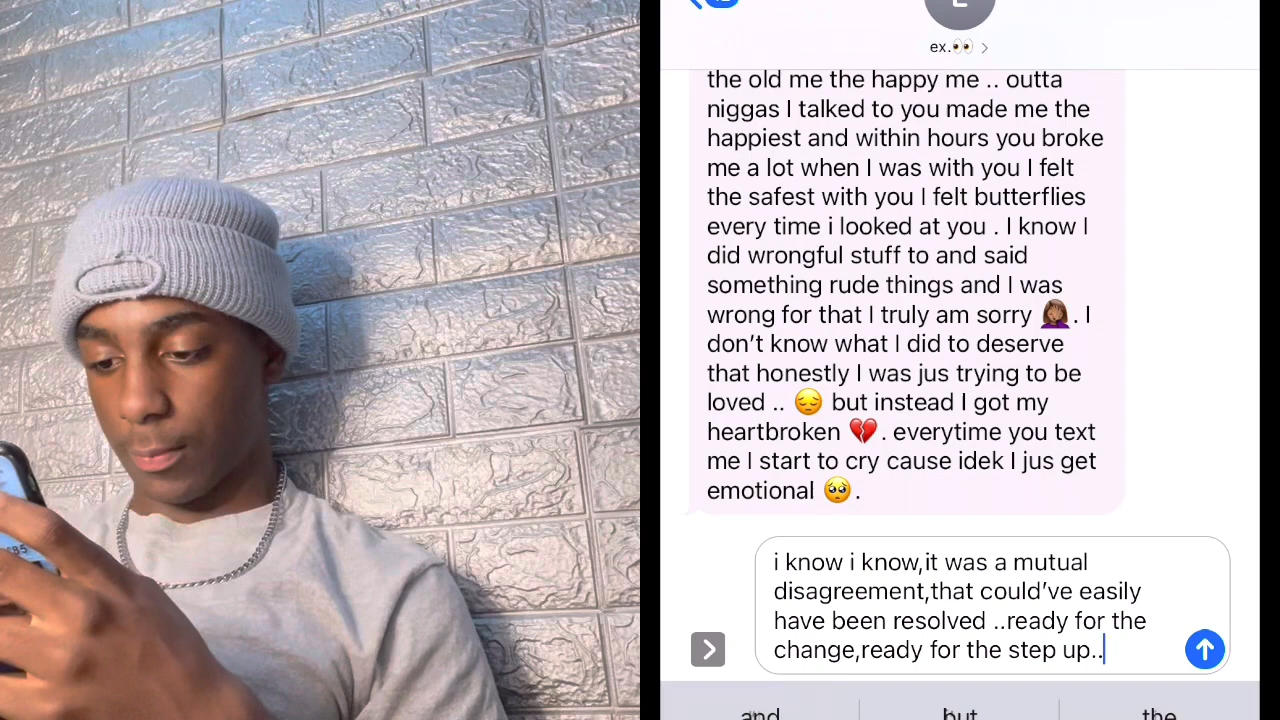 ex.👀 >
the old me the happy me .. outta
niggas I talked to you made me the
happiest and within hours you broke
me a lot when I was with you I felt
the safest with you I felt butterflies
every time i looked at you . I know I
did wrongful stuff to and said
something rude things and I was
wrong for that I truly am sorry 🤦🏾‍♀️. I
don’t know what I did to deserve
that honestly I was jus trying to be
loved .. 😔 but instead I got my
heartbroken 💔. everytime you text
me I start to cry cause idek I jus get
emotional 🥺.
i know i know,it was a mutual
disagreement,that could’ve easily
have been resolved ..ready for the
change,ready for the step up..
and but the